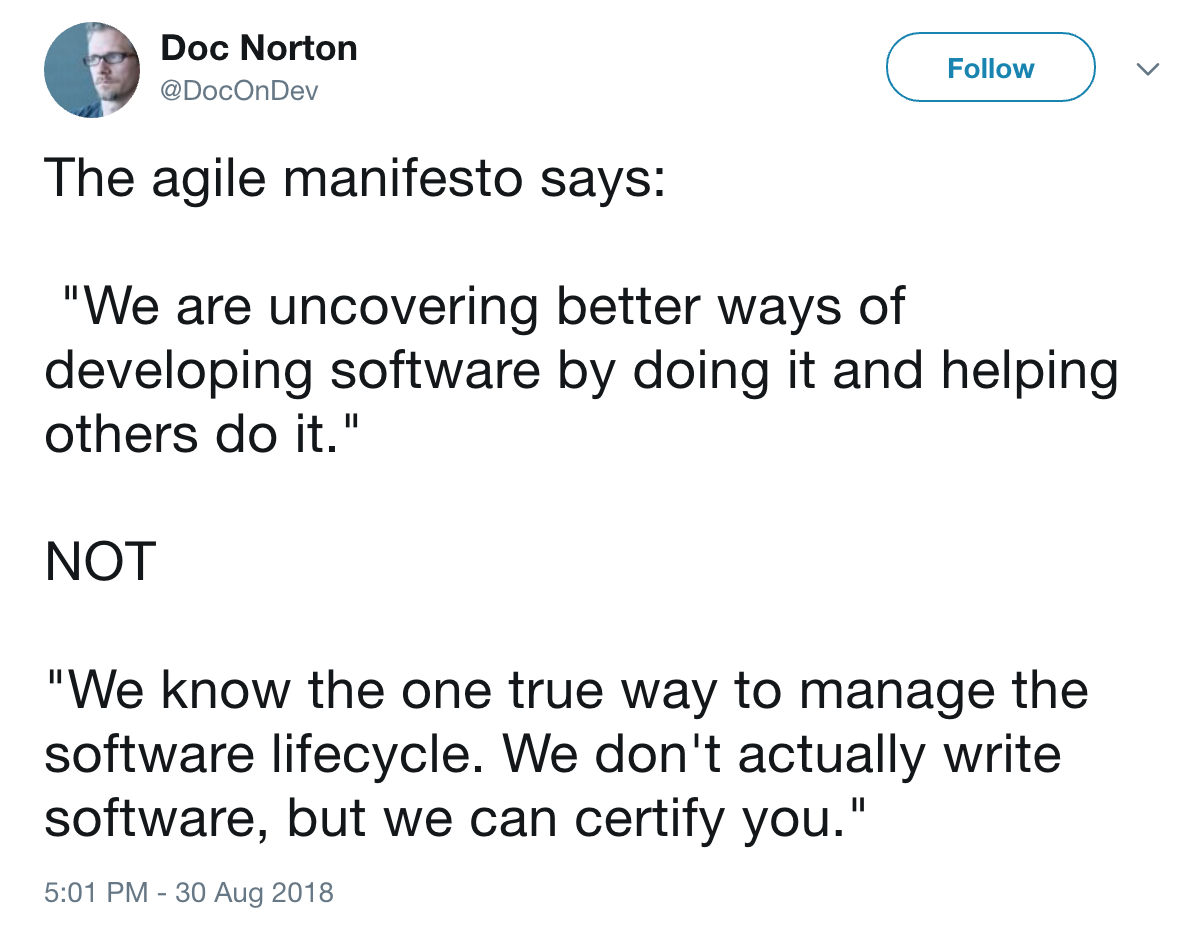 Doc Norton
@DocOnDev
Follow
The agile manifesto says:
"We are uncovering better ways of
developing software by doing it and helping
others do it."
NOT
"We know the one true way to manage the
software lifecycle. We don't actually write
software, but we can certify you."
5:01 PM - 30 Aug 2018